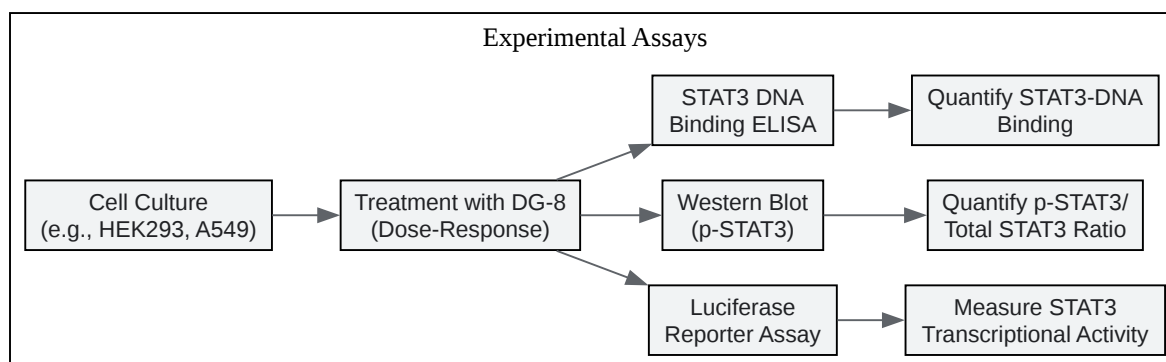 Experimental Assays
STAT3 DNA
Binding ELISA
Quantify STAT3-DNA
Binding
Cell Culture
(e.g., HEK293, A549)
Treatment with DG-8
(Dose-Response)
Western Blot
(p-STAT3)
Quantify p-STAT3/
Total STAT3 Ratio
Luciferase
Reporter Assay
Measure STAT3
Transcriptional Activity